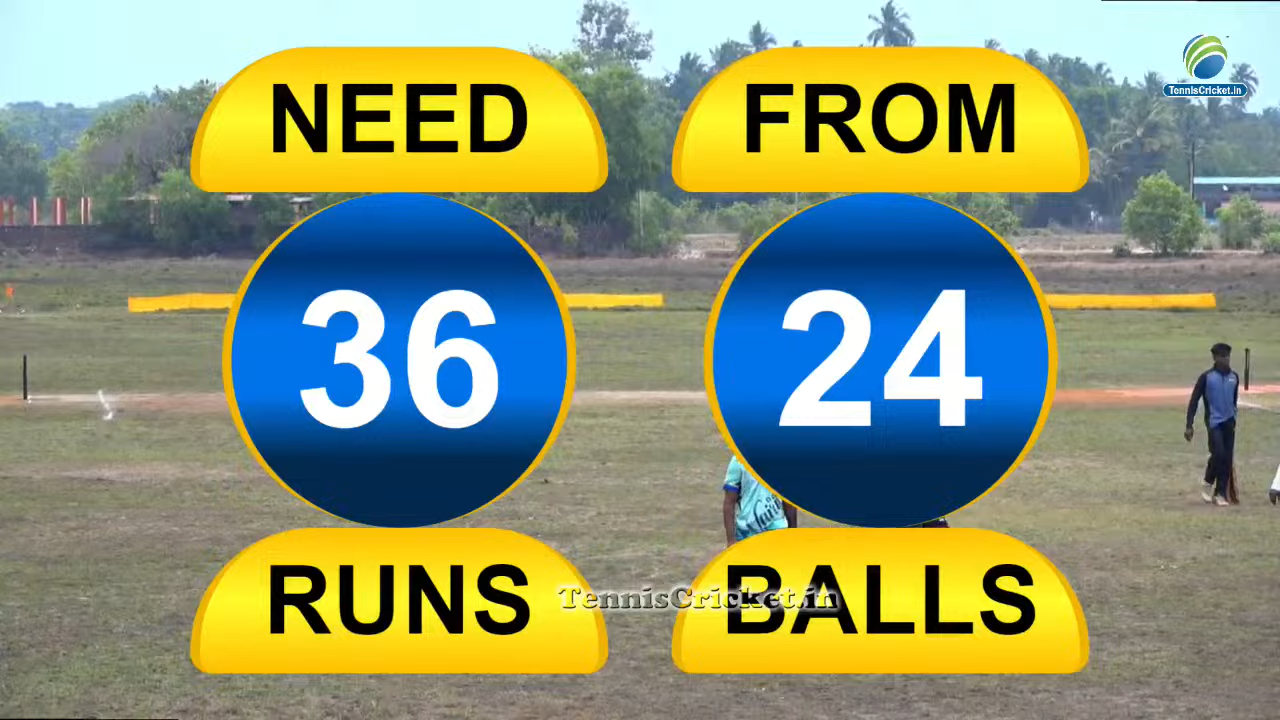 TennisCricket.in
NEED
36
RUNS
FROM
24
BALLS
TennisCricket.in